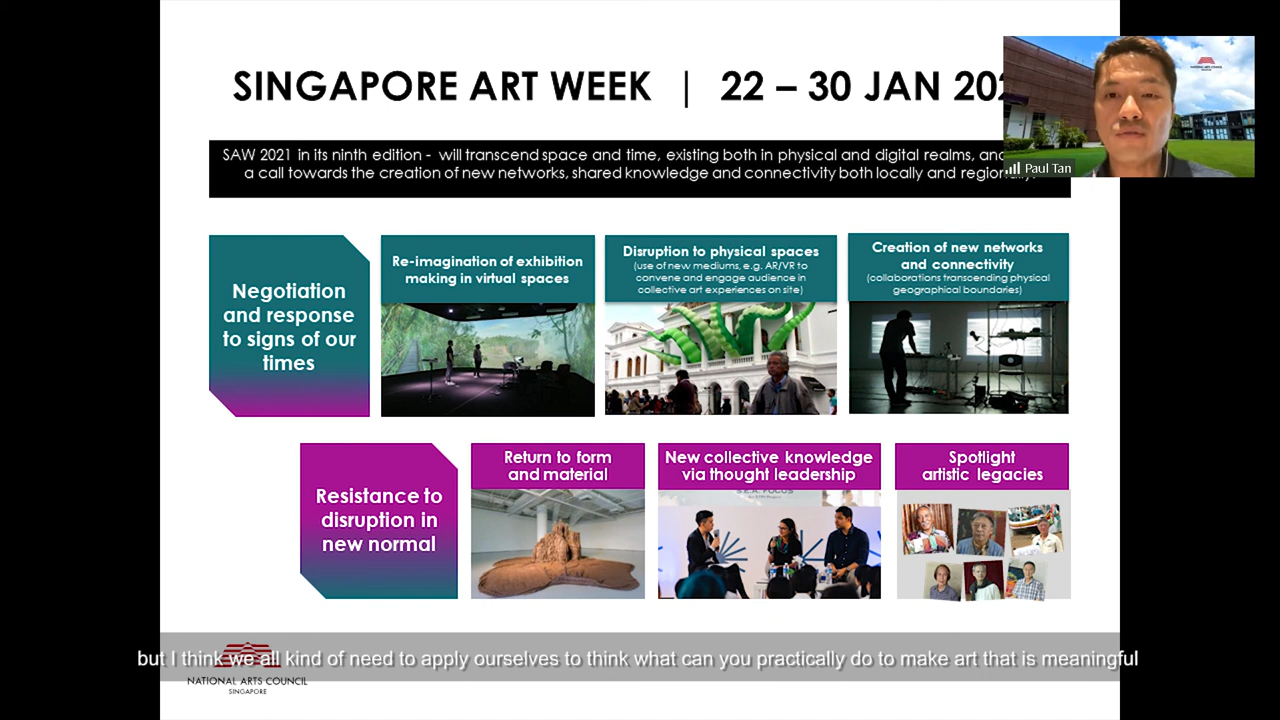 SINGAPORE ART WEEK | 22 – 30 JAN 202
SAW 2021 in its ninth edition - will transcend space and time, existing both in physical and digital realms, and
a call towards the creation of new networks, shared knowledge and connectivity both locally and regionally.
NATIONAL ARTS COUNCIL
Paul Tan
Negotiation
and response
to signs of our
times
Re-imagination of exhibition
making in virtual spaces
Disruption to physical spaces
(use of new mediums, e.g. AR/VR to
convene and engage audience in
collective art experiences on site)
Creation of new networks
and connectivity
(collaborations transcending physical
geographical boundaries)
Resistance to
disruption in
new normal
Return to form
and material
New collective knowledge
via thought leadership
S.E.A. FOCUS
Spotlight
artistic legacies
but I think we all kind of need to apply ourselves to think what can you practically do to make art that is meaningful
NATIONAL ARTS COUNCIL
SINGAPORE